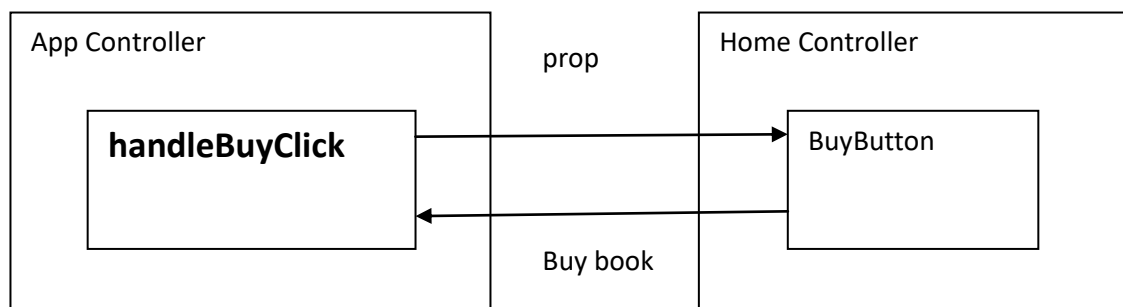 App Controller
prop
Home Controller
handleBuyClick
BuyButton
Buy book